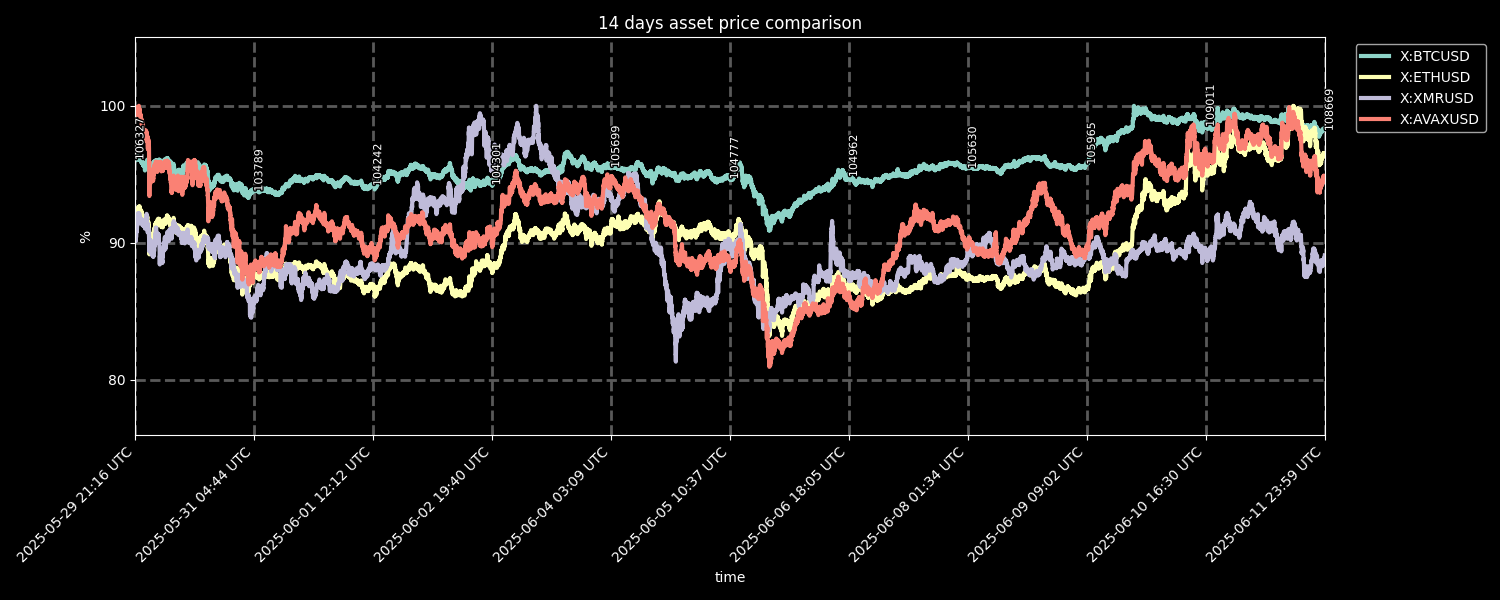 14 days asset price comparison
X:BTCUSD
X:ETHUSD
X:XMRUSD
X:AVAXUSD
100
90
80
%
106327
103789
104242
104301
105699
104777
104962
105630
105965
109011
108669
2025-05-29 21:16 UTC
2025-05-31 04:44 UTC
2025-06-01 12:12 UTC
2025-06-02 19:40 UTC
2025-06-04 03:09 UTC
2025-06-05 10:37 UTC
2025-06-06 18:05 UTC
2025-06-08 01:34 UTC
2025-06-09 09:02 UTC
2025-06-10 16:30 UTC
2025-06-11 23:59 UTC
time